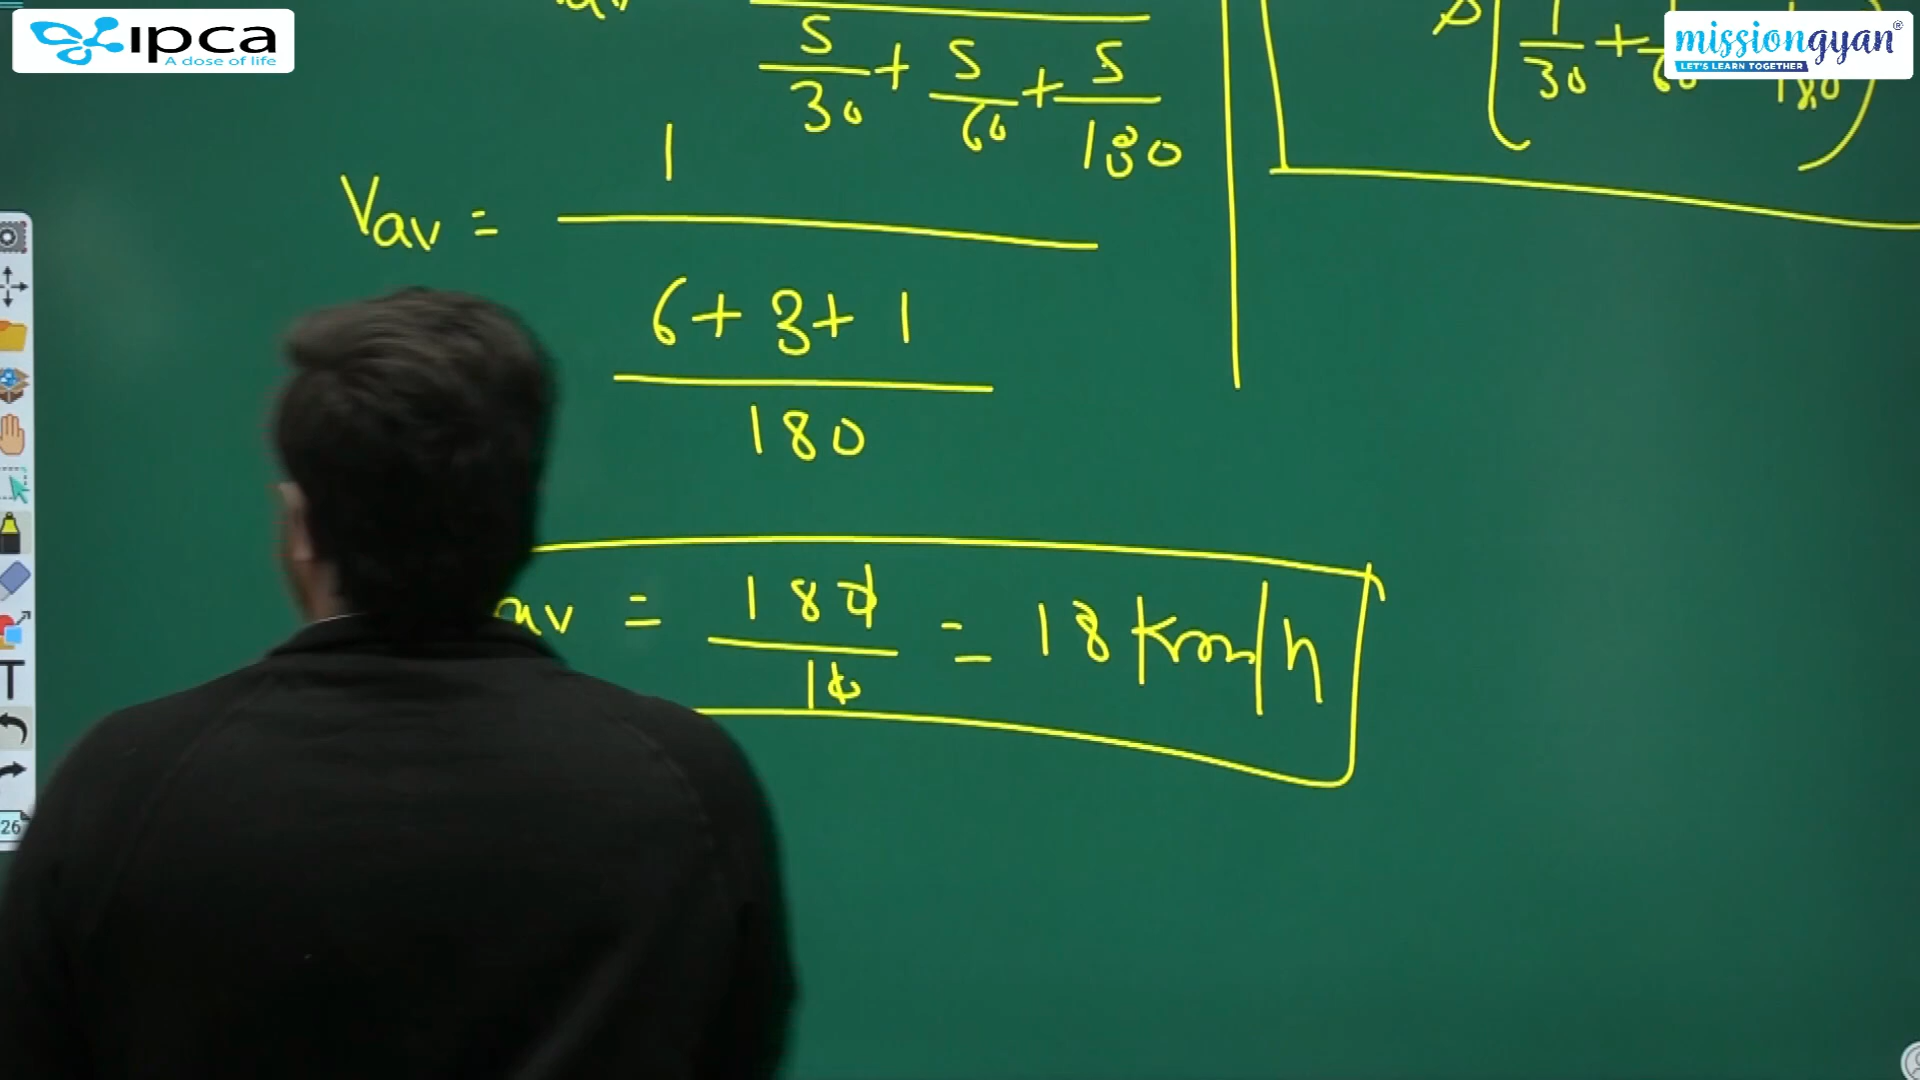 ipca
A dose of life
missiongyan®
LET'S LEARN TOGETHER
S/30 + S/60 + S/180
1/30 +
180
Vav = 1
6 + 3 + 1
180
av = 180/10 = 18 km/h
T
26